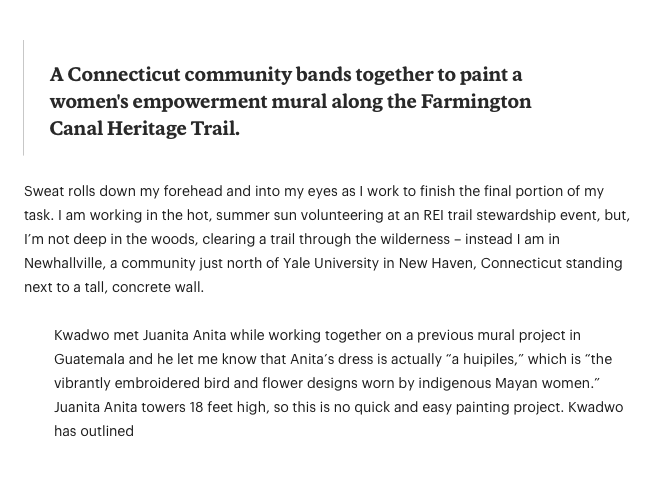 A Connecticut community bands together to paint a
women's empowerment mural along the Farmington
Canal Heritage Trail.
Sweat rolls down my forehead and into my eyes as I work to finish the final portion of my
task. I am working in the hot, summer sun volunteering at an REI trail stewardship event, but,
I’m not deep in the woods, clearing a trail through the wilderness – instead I am in
Newhallville, a community just north of Yale University in New Haven, Connecticut standing
next to a tall, concrete wall.
Kwadwo met Juanita Anita while working together on a previous mural project in
Guatemala and he let me know that Anita’s dress is actually “a huipiles,” which is “the
vibrantly embroidered bird and flower designs worn by indigenous Mayan women.”
Juanita Anita towers 18 feet high, so this is no quick and easy painting project. Kwadwo
has outlined